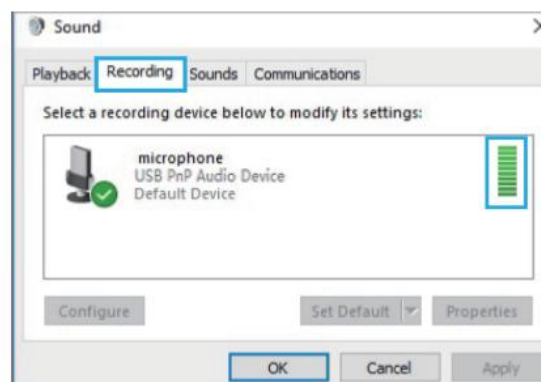 Sound
Playback Recording Sounds Communications
Select a recording device below to modify its settings:
microphone
USB PnP Audio Device
Default Device
Configure Set Default Properties
OK Cancel Apply